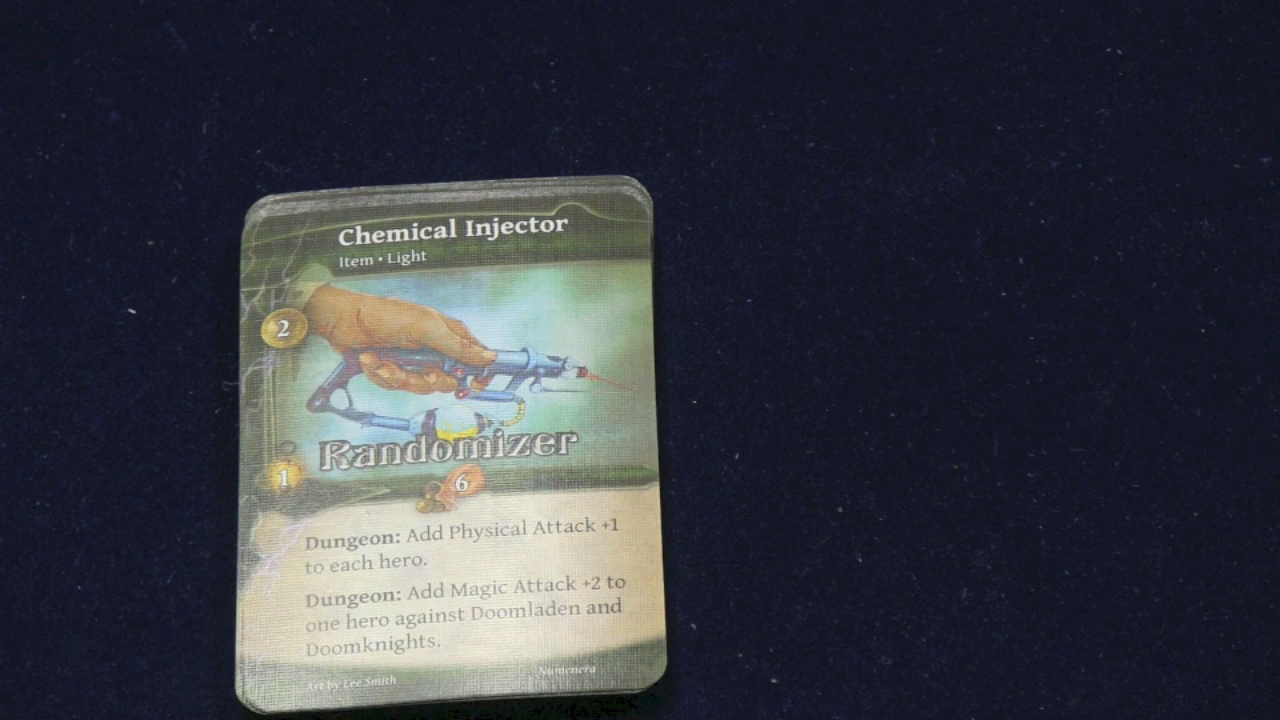 Chemical Injector
Item • Light
2
Randomizer
1
6
Dungeon: Add Physical Attack +1
to each hero.
Dungeon: Add Magic Attack +2 to
one hero against Doomladen and
Doomknights.
Art by Lee Smith
Numenera